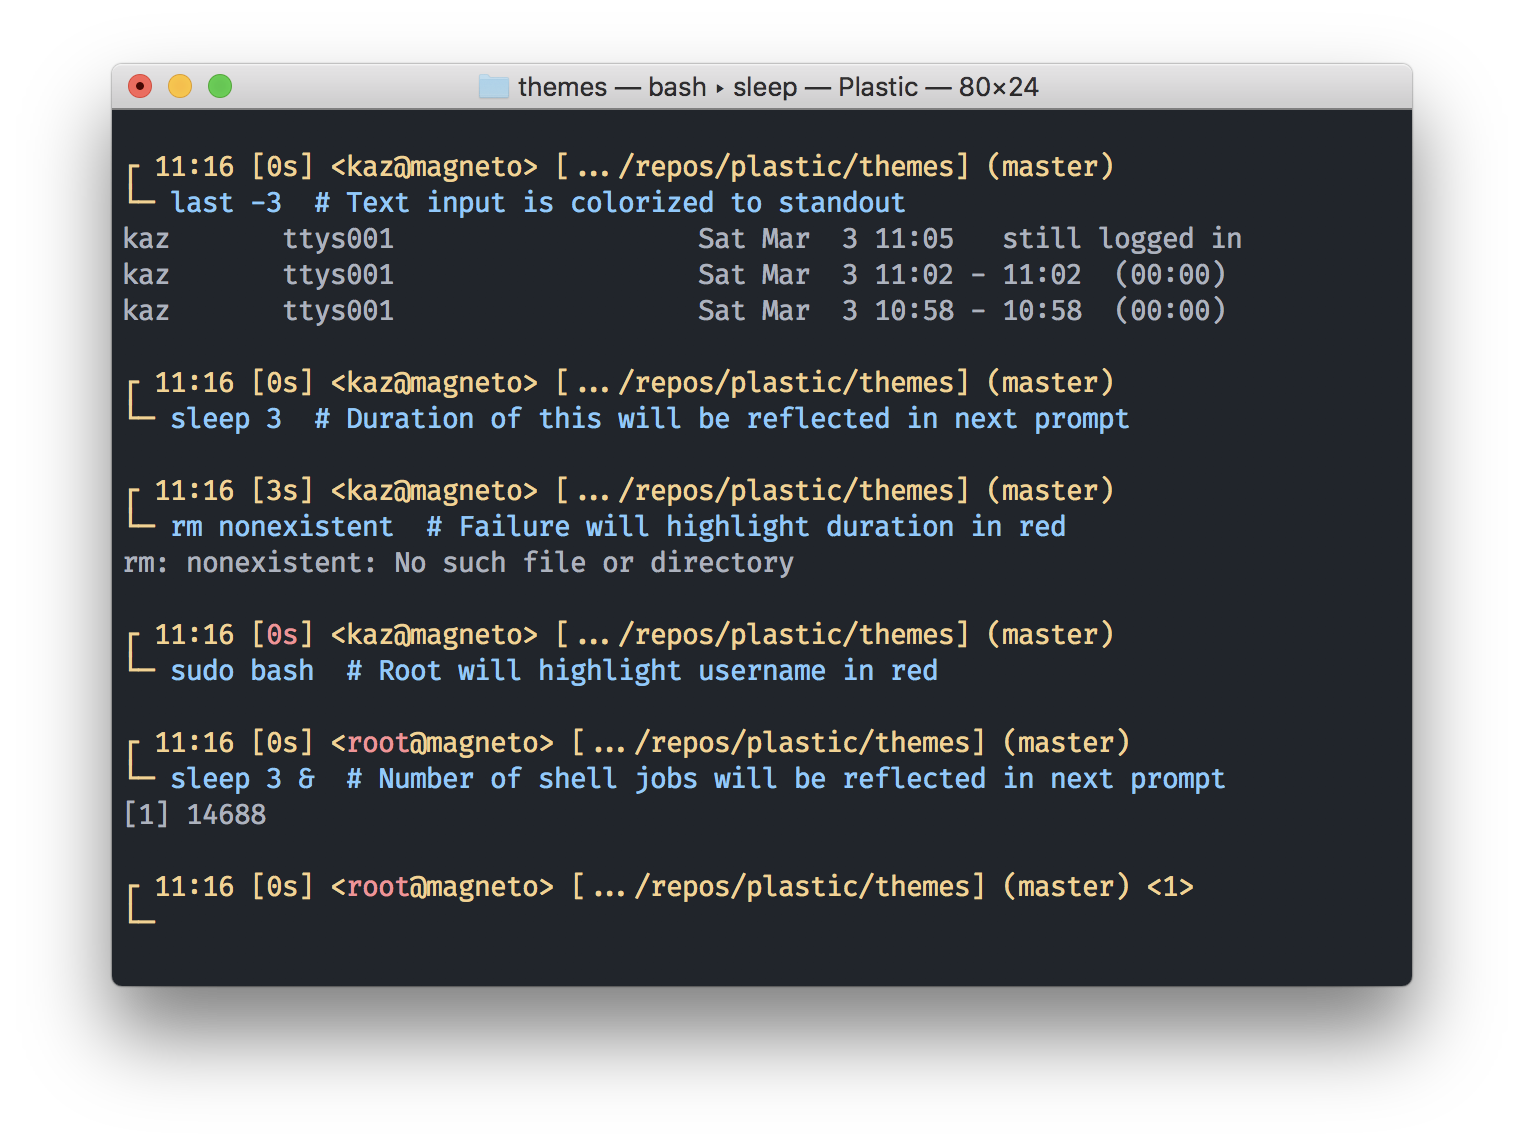 themes — bash ▸ sleep — Plastic — 80×24
┌ 11:16 [0s] <kaz@magneto> [.../repos/plastic/themes] (master)
└─ last -3  # Text input is colorized to standout
kaz       ttys001                   Sat Mar  3 11:05   still logged in
kaz       ttys001                   Sat Mar  3 11:02 - 11:02  (00:00)
kaz       ttys001                   Sat Mar  3 10:58 - 10:58  (00:00)
┌ 11:16 [0s] <kaz@magneto> [.../repos/plastic/themes] (master)
└─ sleep 3  # Duration of this will be reflected in next prompt
┌ 11:16 [3s] <kaz@magneto> [.../repos/plastic/themes] (master)
└─ rm nonexistent  # Failure will highlight duration in red
rm: nonexistent: No such file or directory
┌ 11:16 [0s] <kaz@magneto> [.../repos/plastic/themes] (master)
└─ sudo bash  # Root will highlight username in red
┌ 11:16 [0s] <root@magneto> [.../repos/plastic/themes] (master)
└─ sleep 3 &  # Number of shell jobs will be reflected in next prompt
[1] 14688
┌ 11:16 [0s] <root@magneto> [.../repos/plastic/themes] (master) <1>
└─